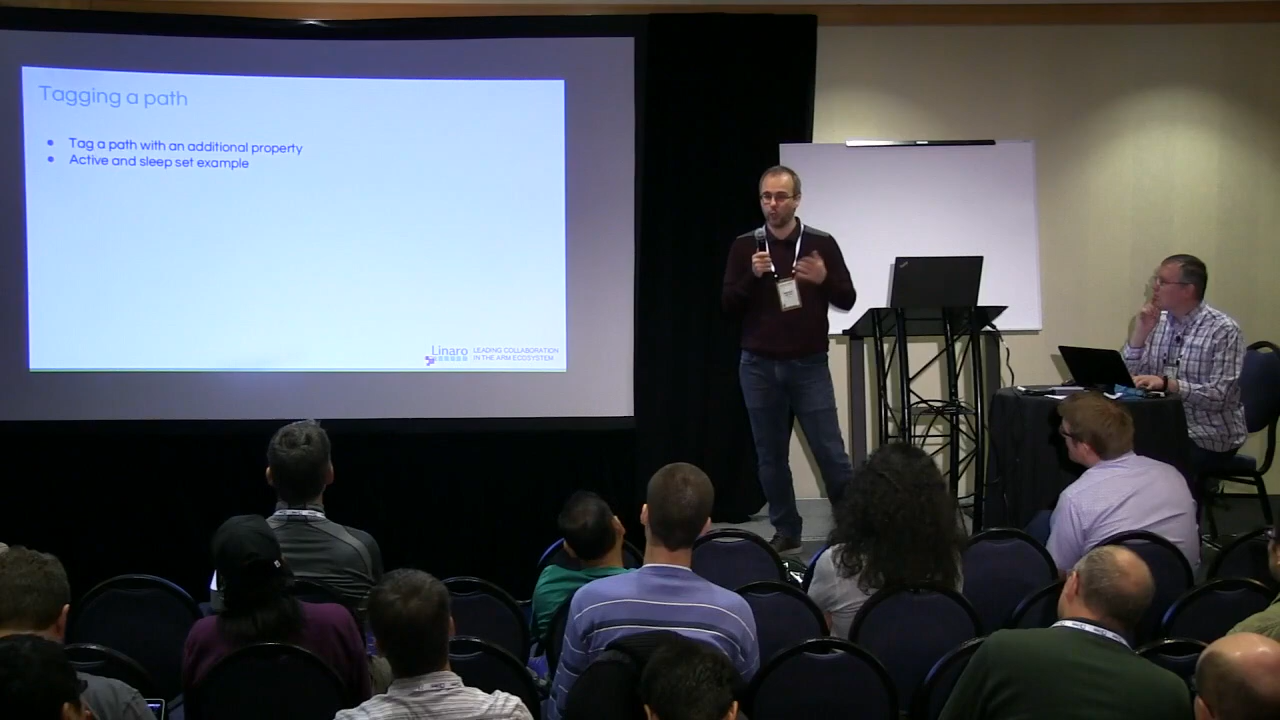 Tagging a path
Tag a path with an additional property
Active and sleep set example
Linaro
LEADING COLLABORATION
IN THE ARM ECOSYSTEM